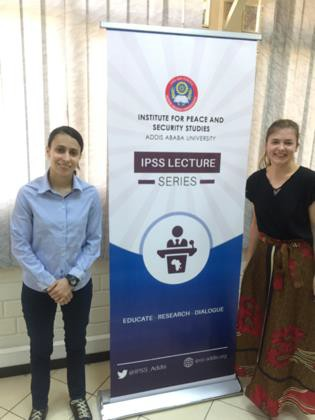 INSTITUTE FOR PEACE AND
SECURITY STUDIES
ADDIS ABABA UNIVERSITY
IPSS LECTURE
SERIES
EDUCATE · RESEARCH · DIALOGUE
@IPSS_Addis
ipss-addis.org